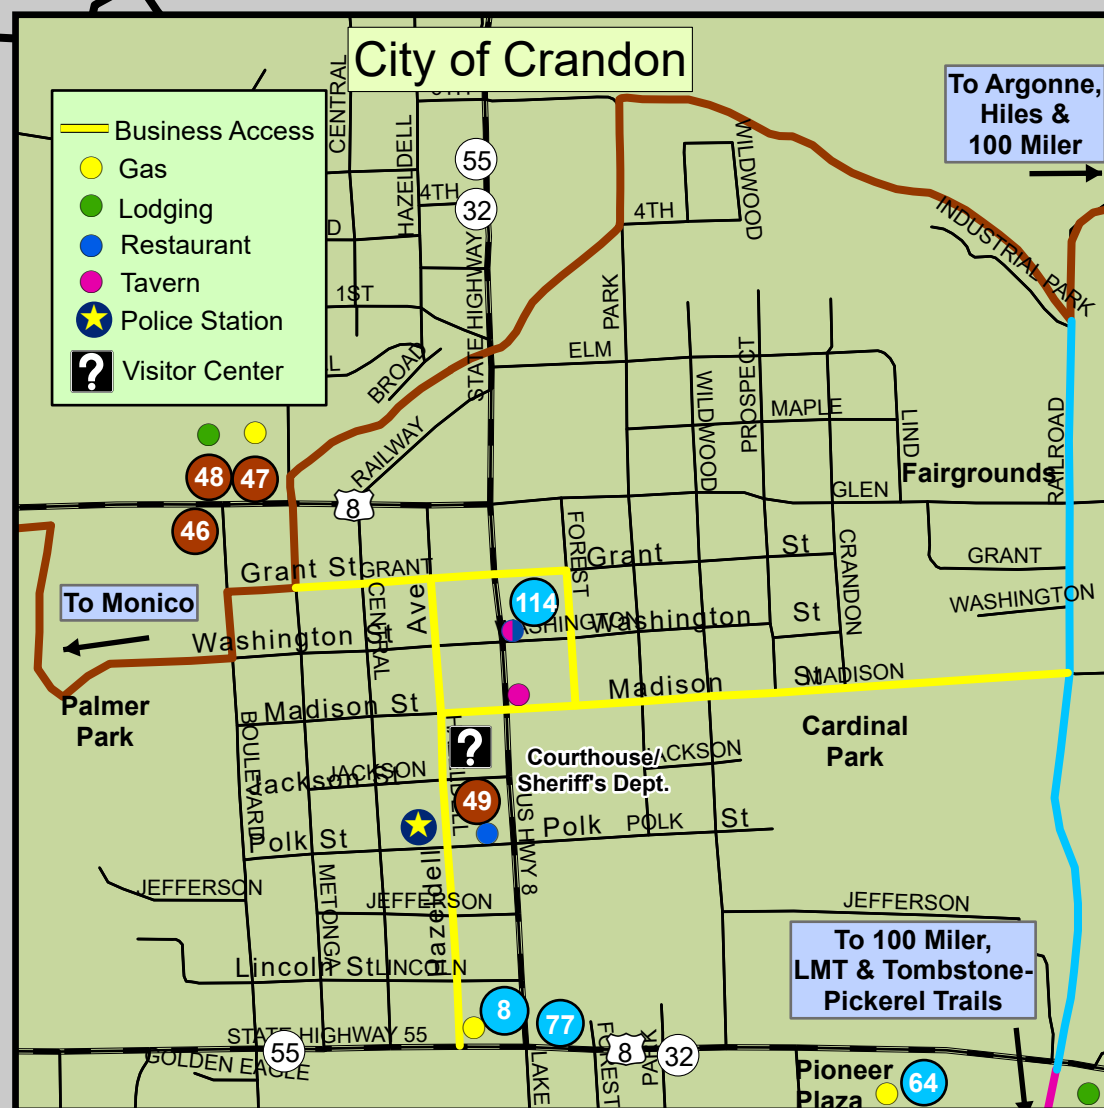 City of Crandon
To Argonne,
Hiles &
100 Miler
Business Access
Gas
Lodging
Restaurant
Tavern
Police Station
? Visitor Center
CENTRAL
HAZELDELL
55
4TH
32
STATE HIGHWAY
1ST
BROAD
RAILWAY
WILDWOOD
4TH
INDUSTRIAL PARK
PARK
ELM
WILDWOOD
PROSPECT
MAPLE
LIND
RAILROAD
Fairgrounds
GLEN
48
47
46
8
FOREST
Grant St
GRANT
Grant
St
CRANDON
GRANT
WASHINGTON
To Monico
CENTRAL
Ave
114
Washington St
WASHINGTON
Washington
St
Madison St
Madison
St
MADISON
Palmer
Park
BOULEVARD
?
Courthouse/
Sheriff's Dept.
JACKSON
Cardinal
Park
Jackson St
JACKSON
49
US HWY 8
Polk St
Polk
POLK
St
JEFFERSON
METONGA
JEFFERSON
Hazeldell
JEFFERSON
Lincoln St
LINCOLN
To 100 Miler,
LMT & Tombstone-
Pickerel Trails
8
77
STATE HIGHWAY 55
55
GOLDEN EAGLE
LAKE
FOREST
8
PARK
32
Pioneer
Plaza
64